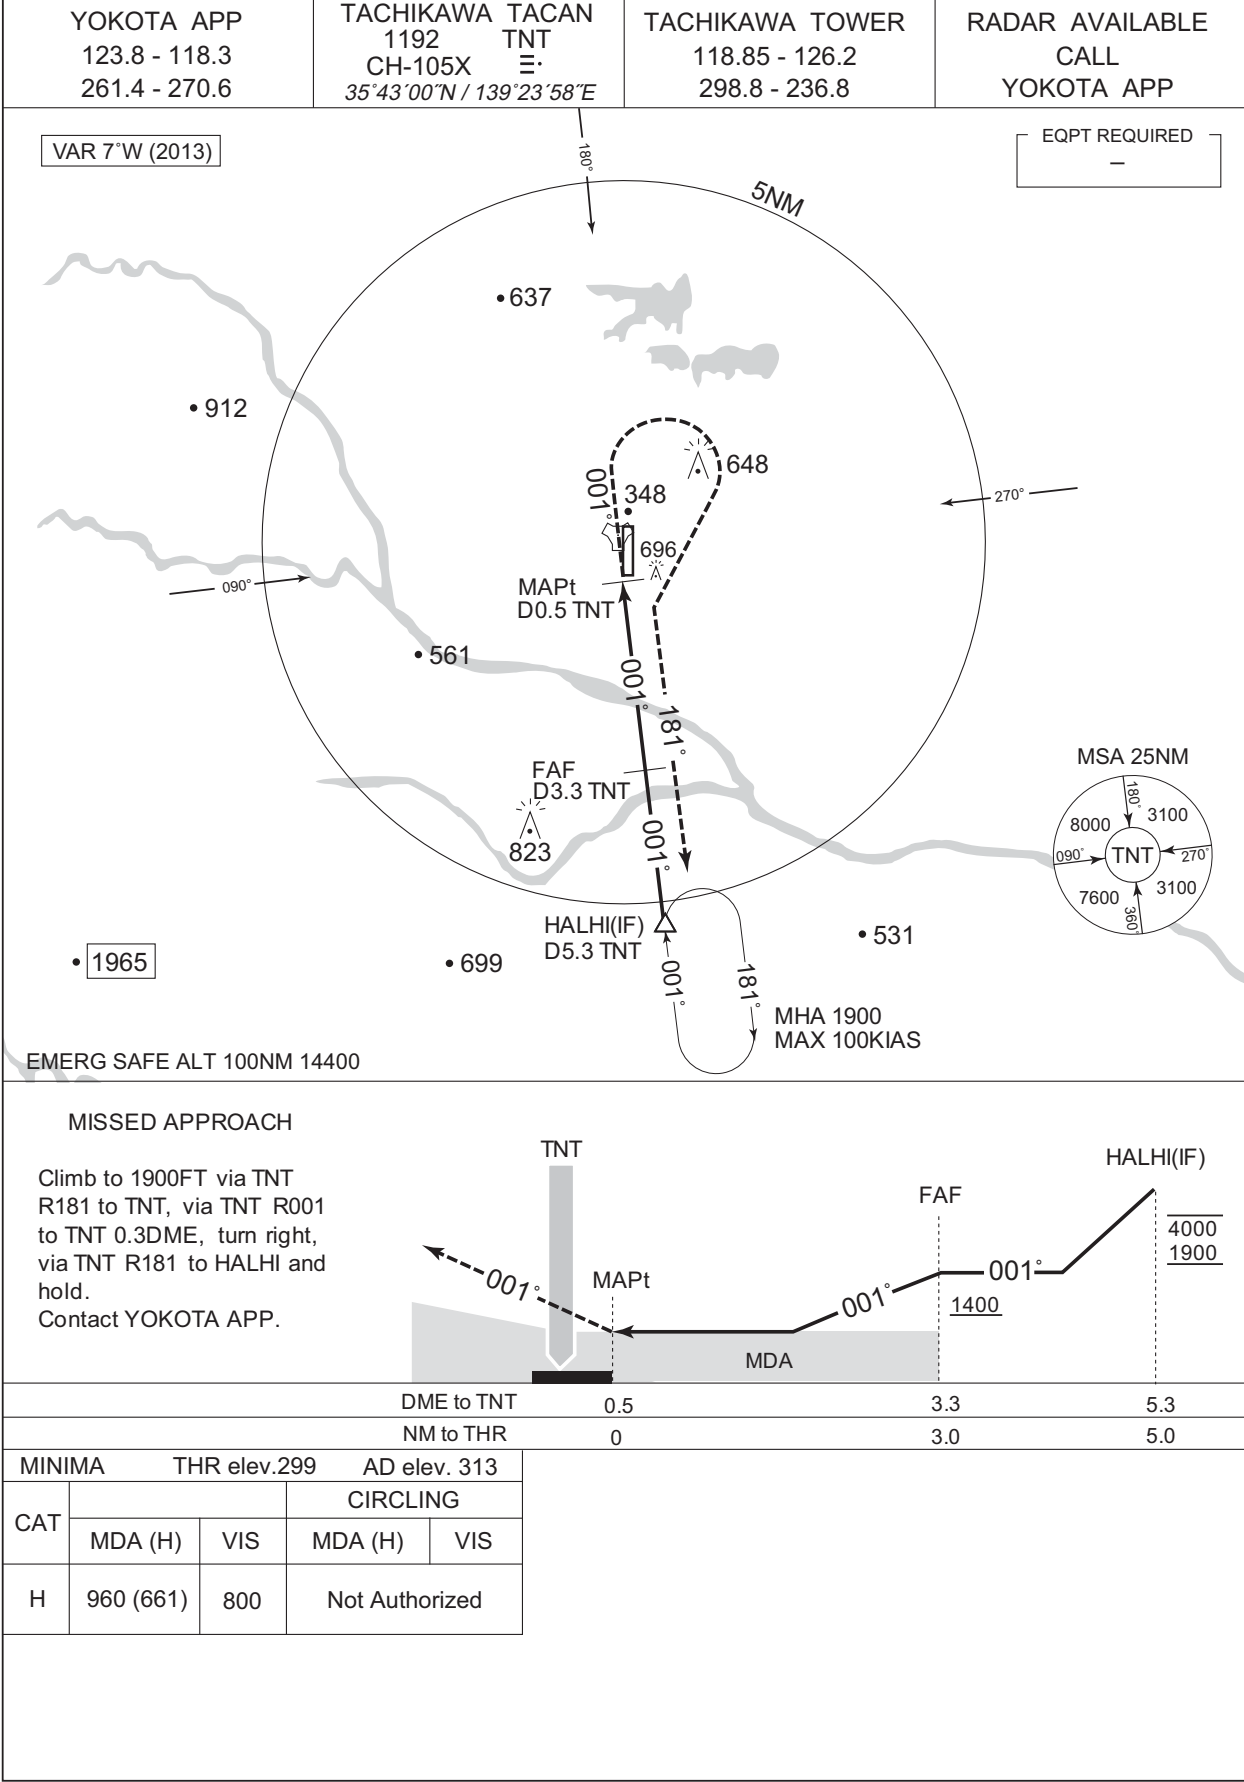 YOKOTA APP
123.8 - 118.3
261.4 - 270.6
TACHIKAWA TACAN
1192 TNT
CH-105X
35°43´00˝N / 139°23´58˝E
TACHIKAWA TOWER
118.85 - 126.2
298.8 - 236.8
RADAR AVAILABLE
CALL
YOKOTA APP
VAR 7°W (2013)
EQPT REQUIRED
–
180°
5NM
637
912
648
001°
348
270°
696
090°
MAPt
D0.5 TNT
561
001°
181°
FAF
D3.3 TNT
823
001°
MSA 25NM
180°
3100
8000
090°
TNT
270°
7600
3100
360°
HALHI(IF)
D5.3 TNT
531
1965
699
001°
181°
MHA 1900
MAX 100KIAS
EMERG SAFE ALT 100NM 14400
MISSED APPROACH
Climb to 1900FT via TNT
R181 to TNT, via TNT R001
to TNT 0.3DME, turn right,
via TNT R181 to HALHI and
hold.
Contact YOKOTA APP.
TNT
HALHI(IF)
FAF
4000
1900
001°
MAPt
001°
001°
1400
MDA
DME to TNT 0.5 3.3 5.3
NM to THR 0 3.0 5.0
MINIMA THR elev.299 AD elev. 313
CAT
CIRCLING
MDA (H) VIS MDA (H) VIS
H 960 (661) 800 Not Authorized